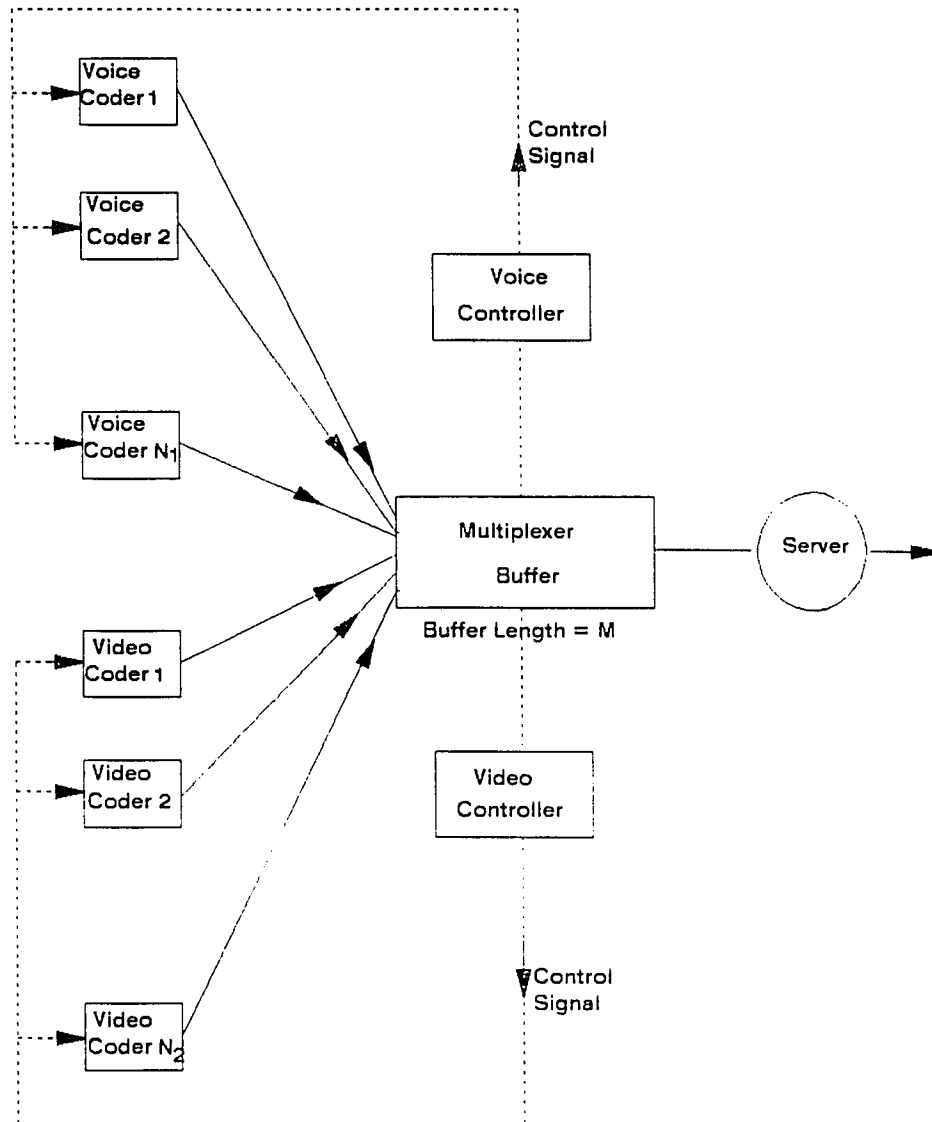 Voice
Coder 1
Control
Signal
Voice
Coder 2
Voice
Controller
Voice
Coder N₁
Multiplexer
Buffer
Server
Buffer Length = M
Video
Coder 1
Video
Coder 2
Video
Controller
Control
Signal
Video
Coder N₂